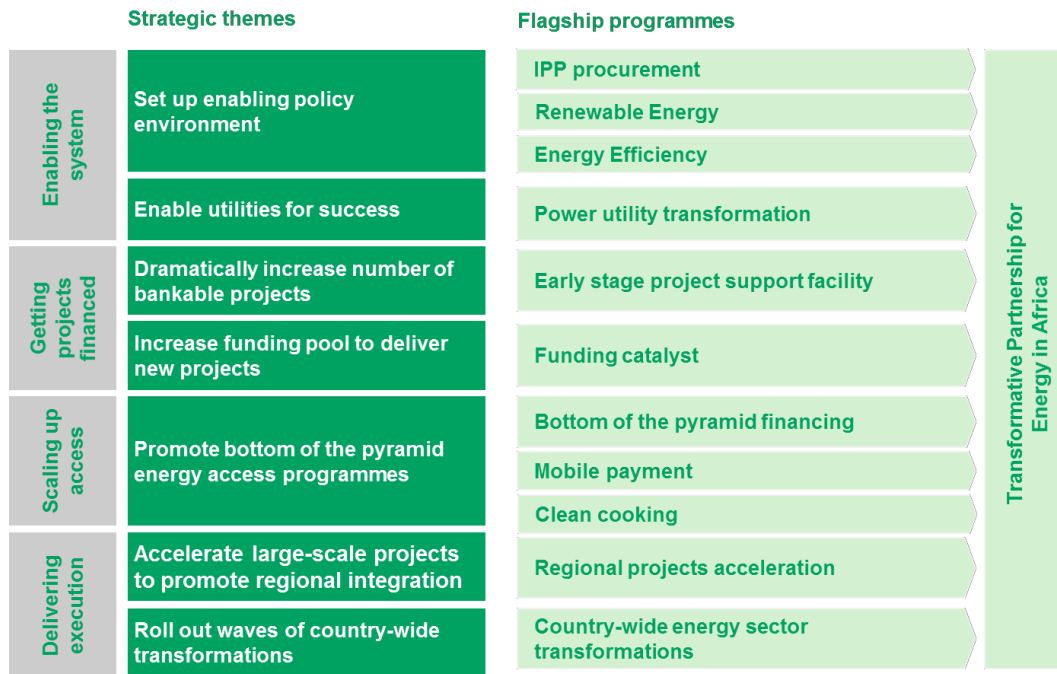 Strategic themes
Flagship programmes
Enabling the
system
Set up enabling policy
environment
IPP procurement
Renewable Energy
Energy Efficiency
Enable utilities for success
Power utility transformation
Getting
projects
financed
Dramatically increase number of
bankable projects
Early stage project support facility
Increase funding pool to deliver
new projects
Funding catalyst
Scaling up
access
Promote bottom of the pyramid
energy access programmes
Bottom of the pyramid financing
Mobile payment
Clean cooking
Delivering
execution
Accelerate large-scale projects
to promote regional integration
Regional projects acceleration
Roll out waves of country-wide
transformations
Country-wide energy sector
transformations
Transformative Partnership for
Energy in Africa